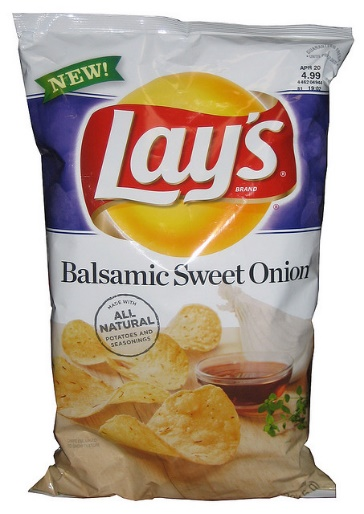 NEW!
APR 20
4.99
Lay's
BRAND
®
Balsamic Sweet Onion
MADE WITH
ALL
NATURAL
POTATOES AND
SEASONINGS